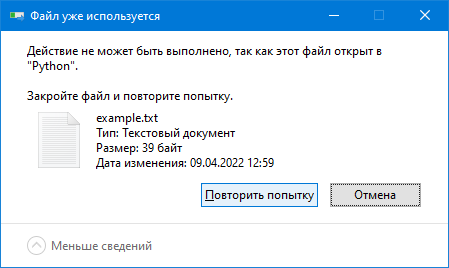 Файл уже используется
Действие не может быть выполнено, так как этот файл открыт в
"Python".
Закройте файл и повторите попытку.
example.txt
Тип: Текстовый документ
Размер: 39 байт
Дата изменения: 09.04.2022 12:59
Повторить попытку
Отмена
Меньше сведений